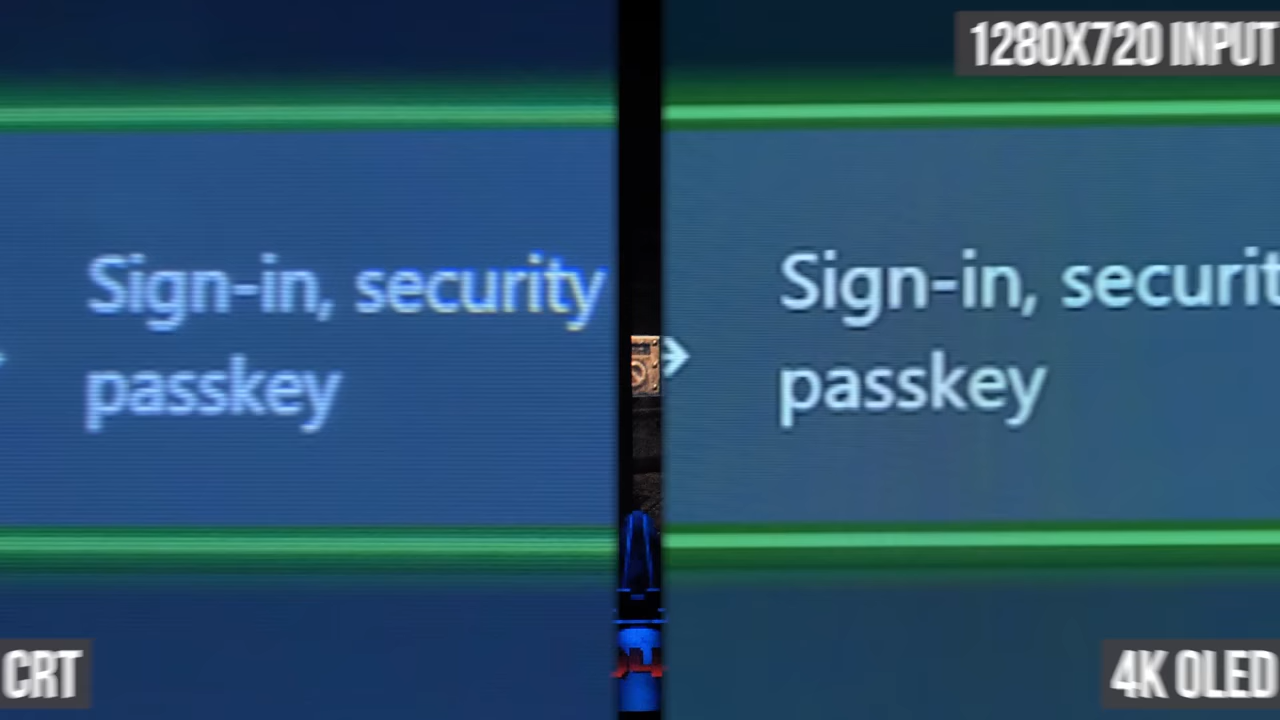 1280X720 INPUT
Sign-in, security
passkey
Sign-in, securit
passkey
CRT
4K OLED